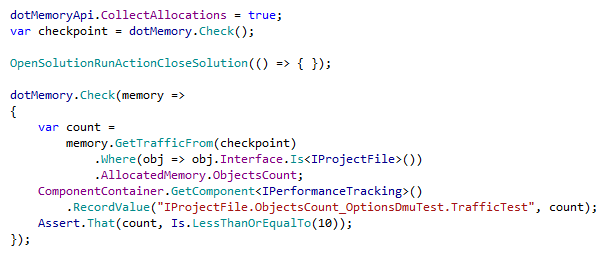 dotMemoryApi.CollectAllocations = true;
var checkpoint = dotMemory.Check();
OpenSolutionRunActionCloseSolution(() => { });
dotMemory.Check(memory =>
{
    var count =
        memory.GetTrafficFrom(checkpoint)
            .Where(obj => obj.Interface.Is<IProjectFile>())
            .AllocatedMemory.ObjectsCount;
    ComponentContainer.GetComponent<IPerformanceTracking>()
        .RecordValue("IProjectFile.ObjectsCount_OptionsDmuTest.TrafficTest", count);
    Assert.That(count, Is.LessThanOrEqualTo(10));
});